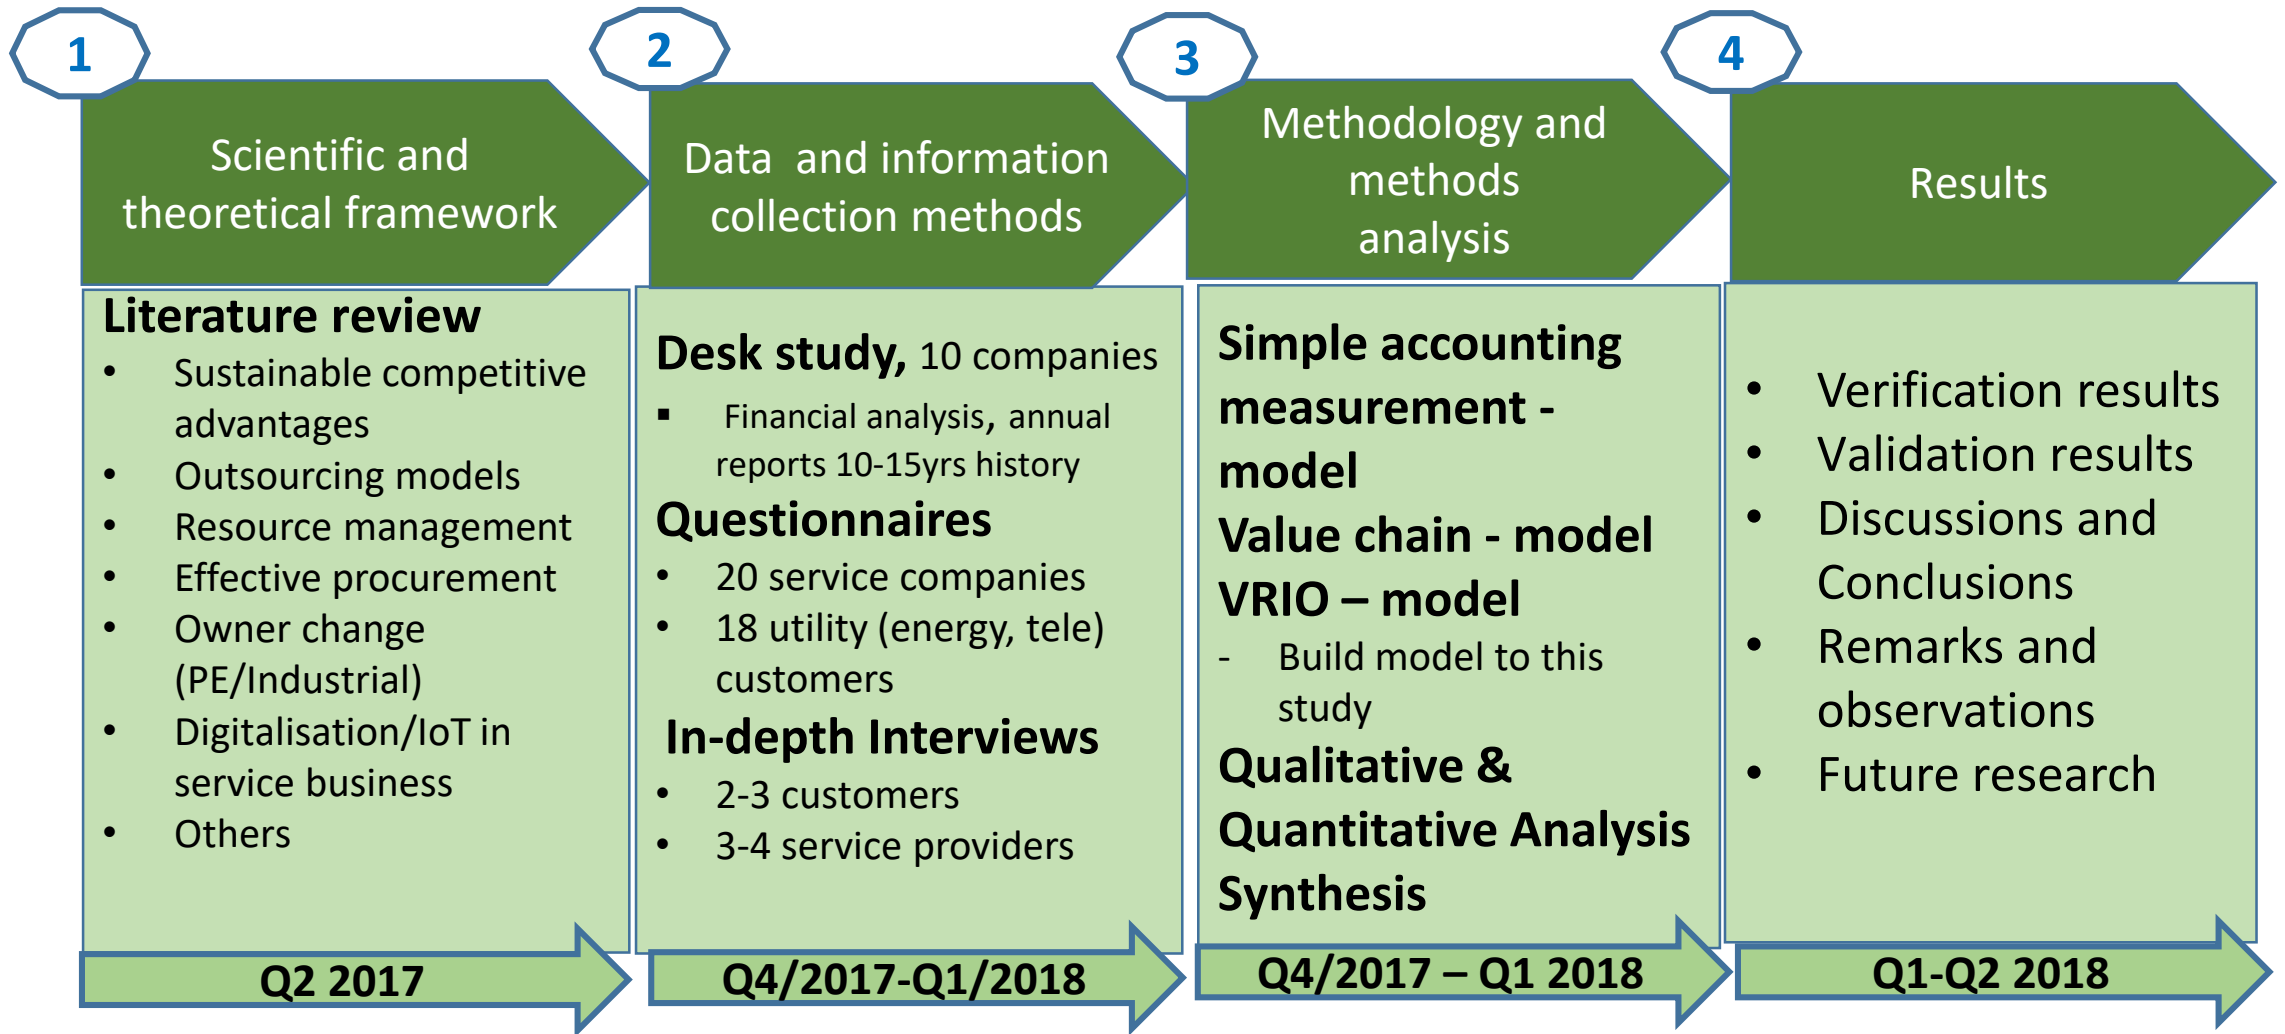 1
Scientific and
theoretical framework
Literature review
• Sustainable competitive
advantages
• Outsourcing models
• Resource management
• Effective procurement
• Owner change
(PE/Industrial)
• Digitalisation/IoT in
service business
• Others
Q2 2017
2
Data and information
collection methods
Desk study, 10 companies
▪ Financial analysis, annual
reports 10-15yrs history
Questionnaires
• 20 service companies
• 18 utility (energy, tele)
customers
In-depth Interviews
• 2-3 customers
• 3-4 service providers
Q4/2017-Q1/2018
3
Methodology and
methods
analysis
Simple accounting
measurement -
model
Value chain - model
VRIO – model
- Build model to this
study
Qualitative &
Quantitative Analysis
Synthesis
Q4/2017 – Q1 2018
4
Results
• Verification results
• Validation results
• Discussions and
Conclusions
• Remarks and
observations
• Future research
Q1-Q2 2018